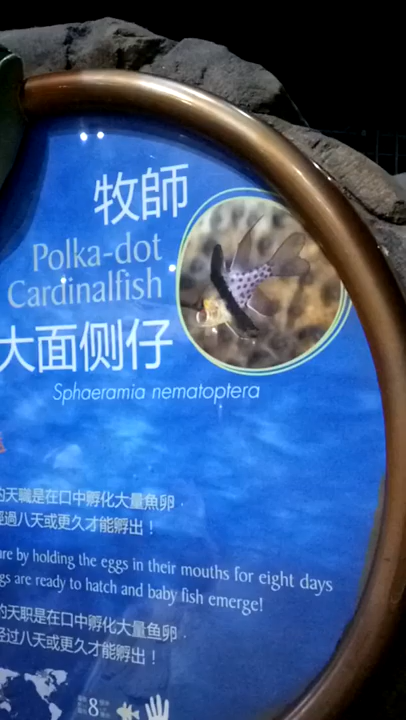 牧師
Polka-dot
Cardinalfish
大面侧仔
Sphaeramia nematoptera
的天職是在口中孵化大量魚卵，
經過八天或更久才能孵出！
are by holding the eggs in their mouths for eight days
gs are ready to hatch and baby fish emerge!
的天职是在口中孵化大量鱼卵，
经过八天或更久才能孵出！
8